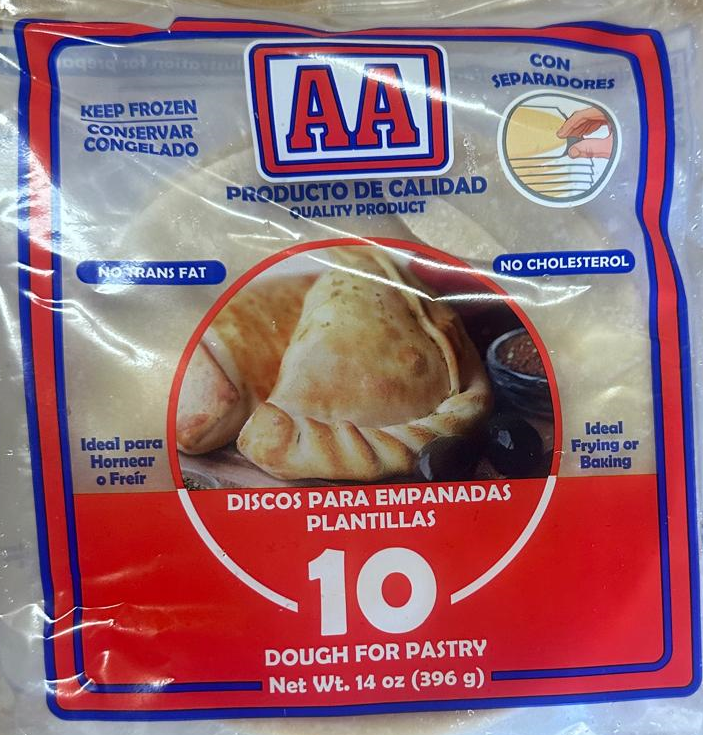 AA
CON
SEPARADORES
KEEP FROZEN
CONSERVAR
CONGELADO
PRODUCTO DE CALIDAD
QUALITY PRODUCT
NO TRANS FAT
NO CHOLESTEROL
Ideal para
Hornear
o Freír
Ideal
Frying or
Baking
DISCOS PARA EMPANADAS
PLANTILLAS
10
DOUGH FOR PASTRY
Net Wt. 14 oz (396 g)